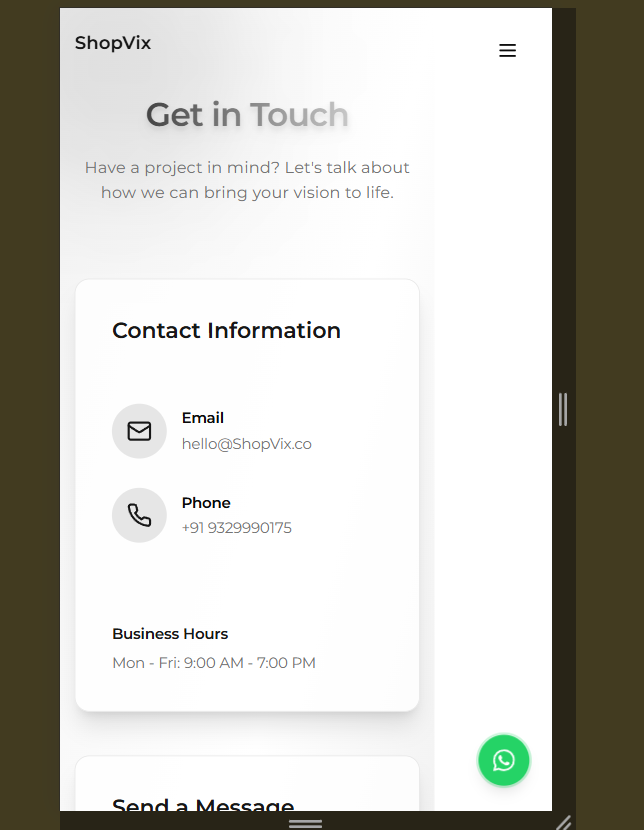 ShopVix
Get in Touch
Have a project in mind? Let's talk about
how we can bring your vision to life.
Contact Information
Email
hello@ShopVix.co
Phone
+91 9329990175
Business Hours
Mon - Fri: 9:00 AM - 7:00 PM
Send a Message